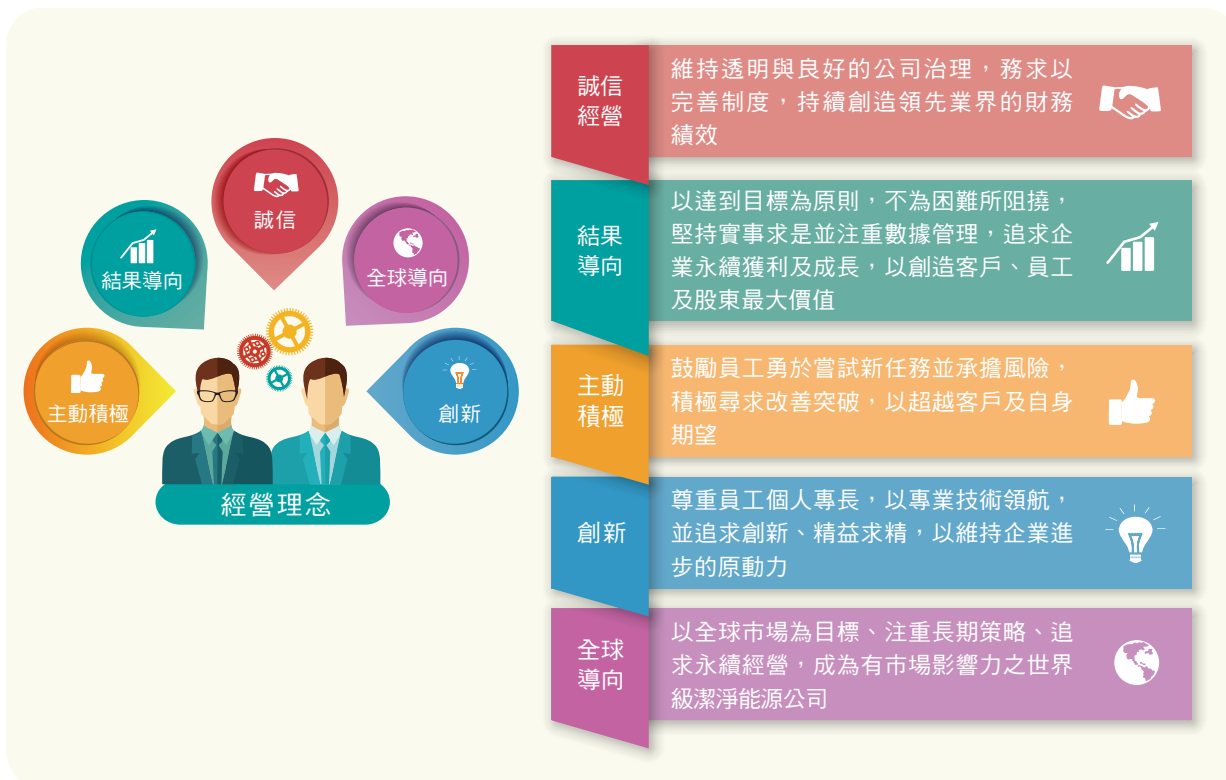 誠信
結果導向
全球導向
主動積極
創新
經營理念
誠信
經營
維持透明與良好的公司治理，務求以
完善制度，持續創造領先業界的財務
績效
結果
導向
以達到目標為原則，不為困難所阻撓，
堅持實事求是並注重數據管理，追求企
業永續獲利及成長，以創造客戶、員工
及股東最大價值
主動
積極
鼓勵員工勇於嘗試新任務並承擔風險，
積極尋求改善突破，以超越客戶及自身
期望
創新
尊重員工個人專長，以專業技術領航，
並追求創新、精益求精，以維持企業進
步的原動力
全球
導向
以全球市場為目標、注重長期策略、追
求永續經營，成為有市場影響力之世界
級潔淨能源公司